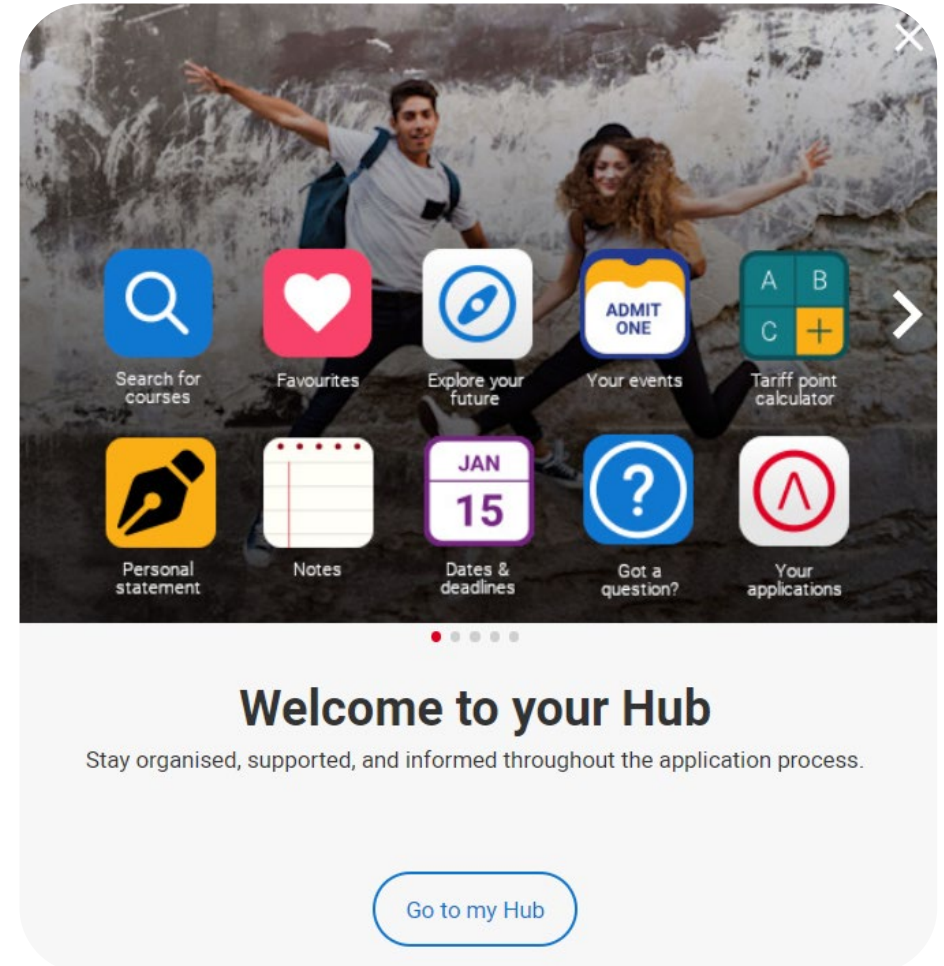 ADMIT
ONE
A B
C +
Search for
courses
Favourites
Explore your
future
Your events
Tariff point
calculator
JAN
15
?
Personal
statement
Notes
Dates &
deadlines
Got a
question?
Your
applications
Welcome to your Hub
Stay organised, supported, and informed throughout the application process.
Go to my Hub